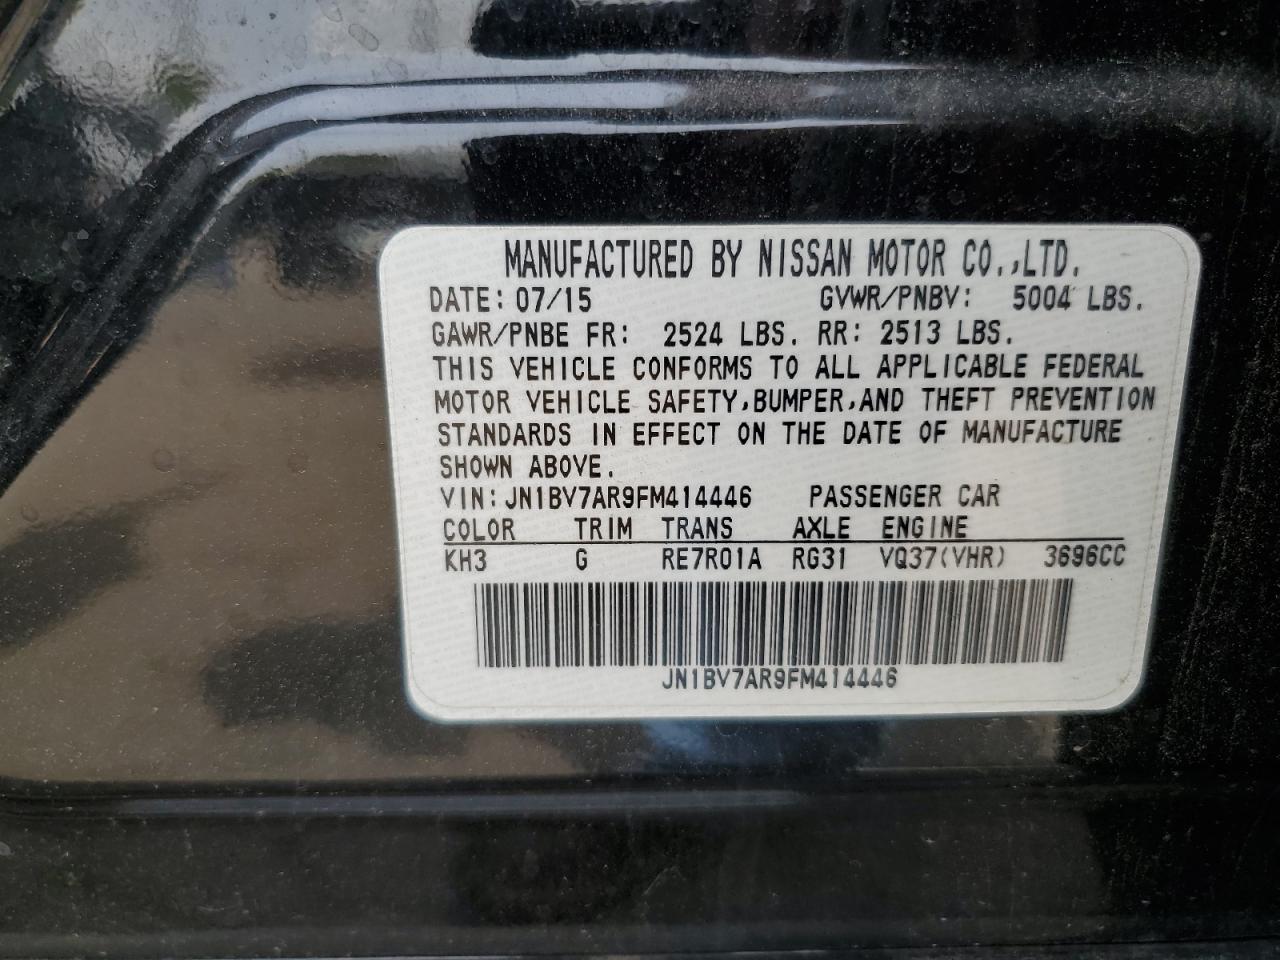 MANUFACTURED BY NISSAN MOTOR CO.,LTD.
DATE: 07/15 GVWR/PNBV: 5004 LBS.
GAWR/PNBE FR: 2524 LBS. RR: 2513 LBS.
THIS VEHICLE CONFORMS TO ALL APPLICABLE FEDERAL
MOTOR VEHICLE SAFETY,BUMPER,AND THEFT PREVENTION
STANDARDS IN EFFECT ON THE DATE OF MANUFACTURE
SHOWN ABOVE.
VIN: JN1BV7AR9FM414446 PASSENGER CAR
COLOR TRIM TRANS AXLE ENGINE
KH3 G RE7R01A RG31 VQ37(VHR) 3696CC
JN1BV7AR9FM414446